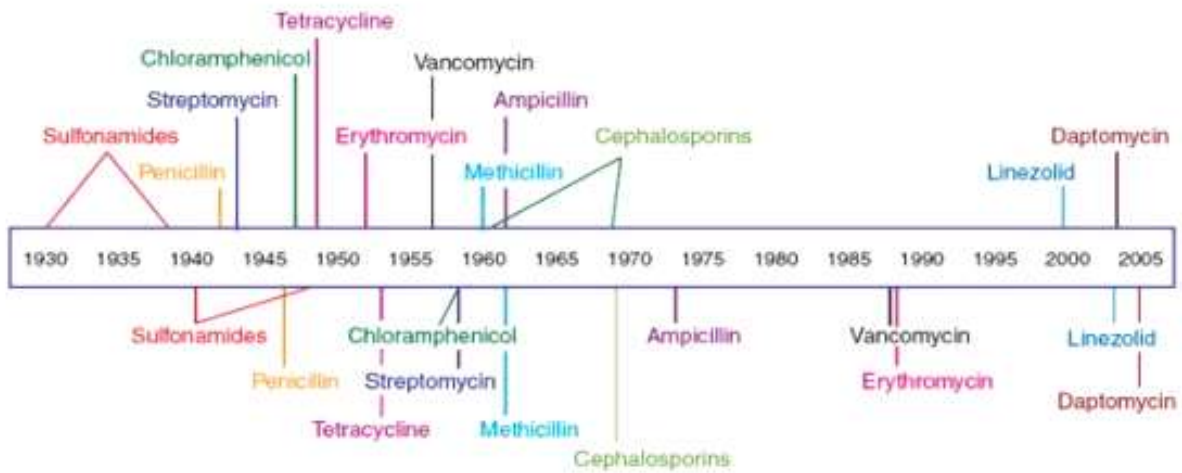 Tetracycline
Chloramphenicol
Vancomycin
Streptomycin
Ampicillin
Sulfonamides
Erythromycin
Cephalosporins
Daptomycin
Penicillin
Methicillin
Linezolid
1930 1935 1940 1945 1950 1955 1960 1965 1970 1975 1980 1985 1990 1995 2000 2005
Sulfonamides
Chloramphenicol
Ampicillin
Vancomycin
Linezolid
Penicillin
Streptomycin
Erythromycin
Daptomycin
Tetracycline
Methicillin
Cephalosporins